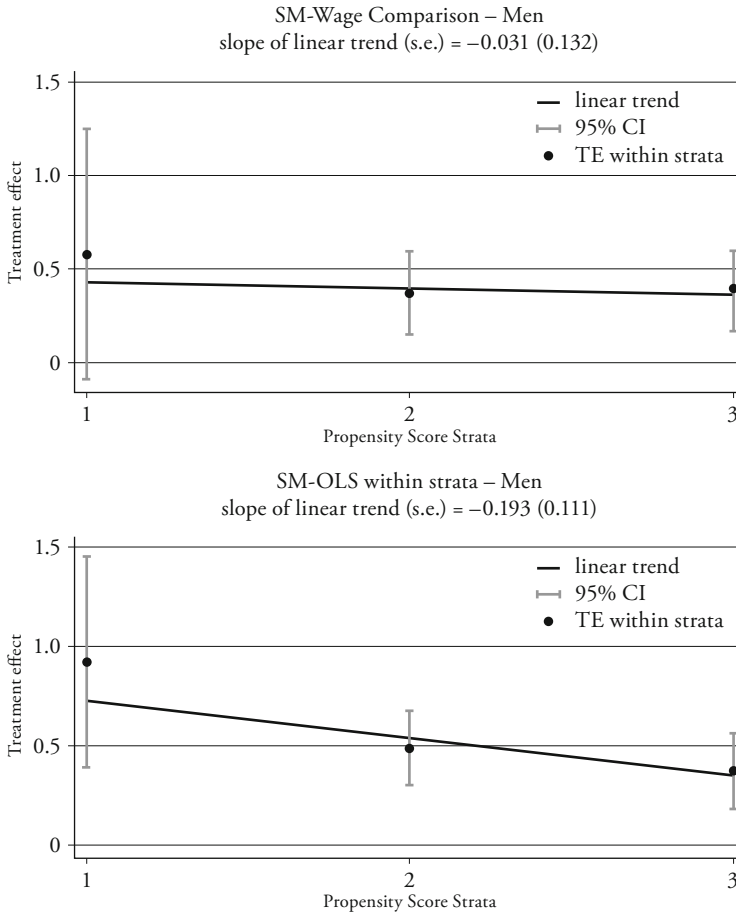 SM-Wage Comparison – Men
slope of linear trend (s.e.) = −0.031 (0.132)
1.5
1.0
0.5
0
Treatment effect
linear trend
95% CI
TE within strata
1
2
3
Propensity Score Strata
SM-OLS within strata – Men
slope of linear trend (s.e.) = −0.193 (0.111)
1.5
1.0
0.5
0
Treatment effect
linear trend
95% CI
TE within strata
1
2
3
Propensity Score Strata